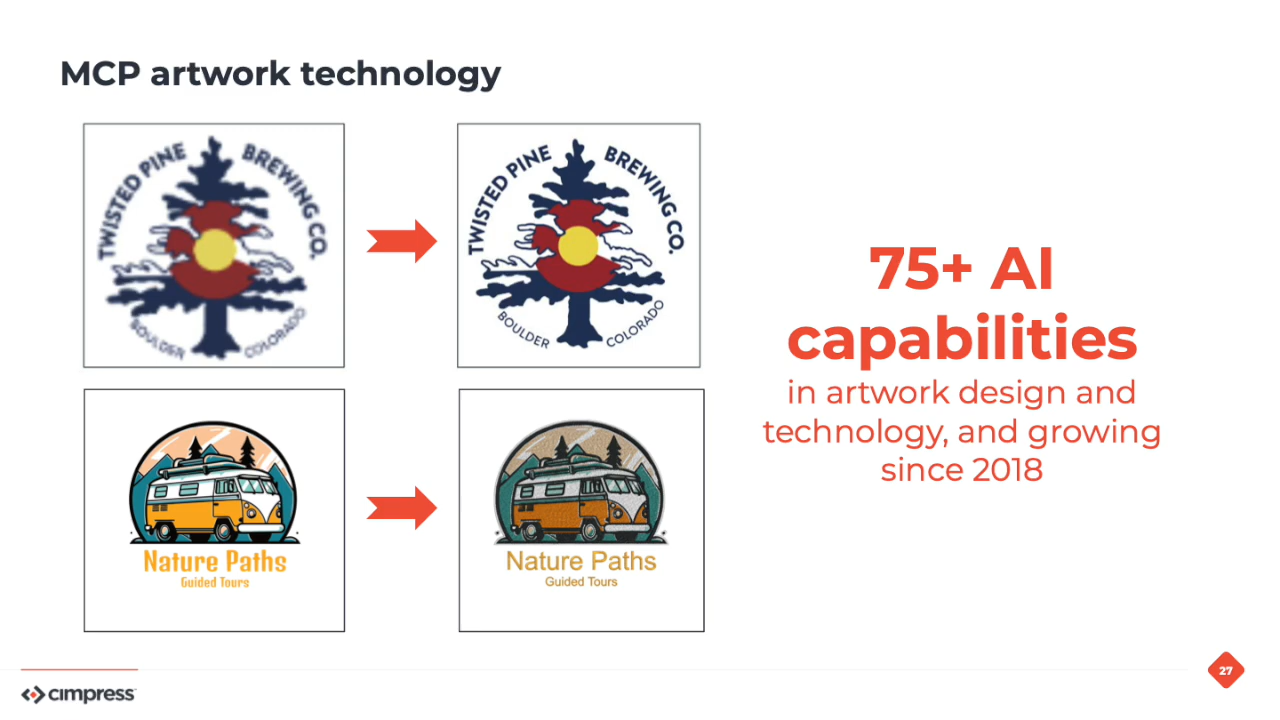 MCP artwork technology
TWISTED PINE BREWING CO.
BOULDER COLORADO
TWISTED PINE BREWING CO.
BOULDER COLORADO
Nature Paths
Guided Tours
Nature Paths
Guided Tours
75+ AI
capabilities
in artwork design and
technology, and growing
since 2018
27
cimpress